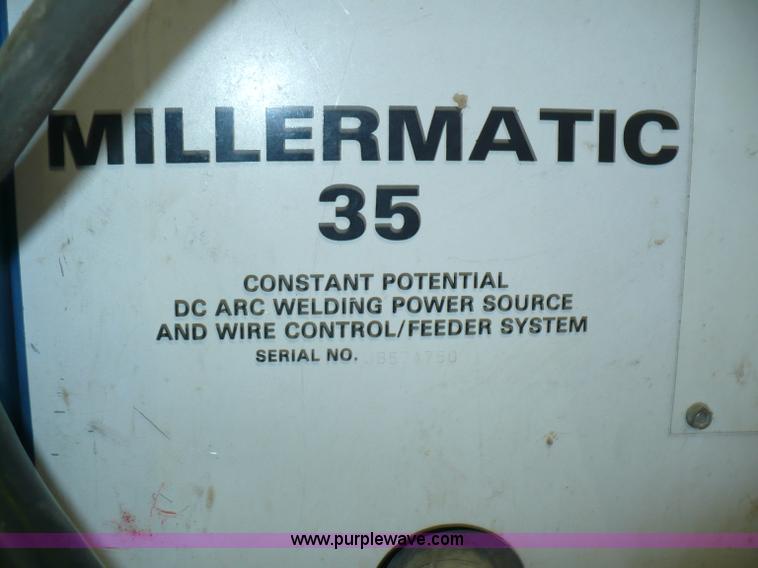 MILLERMATIC
35
CONSTANT POTENTIAL
DC ARC WELDING POWER SOURCE
AND WIRE CONTROL/FEEDER SYSTEM
SERIAL NO.
www.purplewave.com